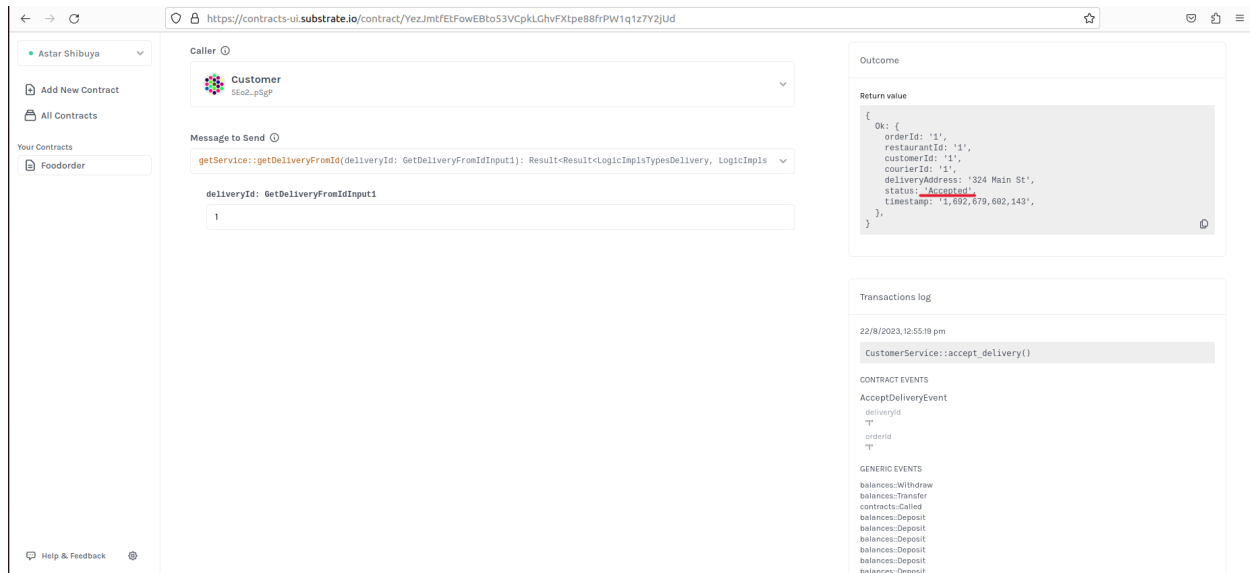 https://contracts-ui.substrate.io/contract/YezJmtfEtFowEBto53VCpkLGhvFXtpe88frPW1q1z7Y2jUd
Astar Shibuya
Add New Contract
All Contracts
Your Contracts
Foodorder
Help & Feedback
Caller
Customer
5Eo2…pSgP
Message to Send
getService::getDeliveryFromId(deliveryId: GetDeliveryFromIdInput1): Result<Result<LogicImplsTypesDelivery, LogicImpls
deliveryId: GetDeliveryFromIdInput1
1
Outcome
Return value
{
Ok: {
orderId: '1',
restaurantId: '1',
customerId: '1',
courierId: '1',
deliveryAddress: '324 Main St',
status: 'Accepted',
timestamp: '1,692,679,602,143',
},
}
Transactions log
22/8/2023, 12:55:19 pm
CustomerService::accept_delivery()
CONTRACT EVENTS
AcceptDeliveryEvent
deliveryId
"1"
orderId
"1"
GENERIC EVENTS
balances::Withdraw
balances::Transfer
contracts::Called
balances::Deposit
balances::Deposit
balances::Deposit
balances::Deposit
balances::Deposit
balances::Deposit